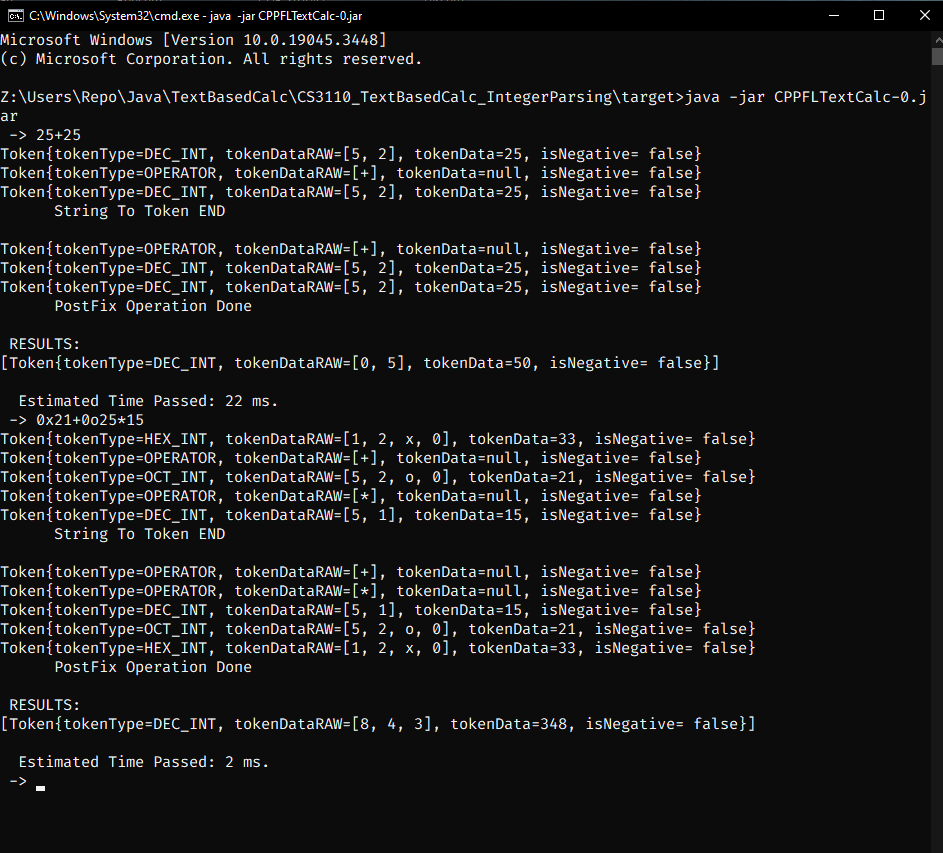 C:\Windows\System32\cmd.exe - java -jar CPPFLTextCalc-0.jar
Microsoft Windows [Version 10.0.19045.3448]
(c) Microsoft Corporation. All rights reserved.
Z:\Users\Repo\Java\TextBasedCalc\CS3110_TextBasedCalc_IntegerParsing\target>java -jar CPPFLTextCalc-0.j
ar
-> 25+25
Token{tokenType=DEC_INT, tokenDataRAW=[5, 2], tokenData=25, isNegative= false}
Token{tokenType=OPERATOR, tokenDataRAW=[+], tokenData=null, isNegative= false}
Token{tokenType=DEC_INT, tokenDataRAW=[5, 2], tokenData=25, isNegative= false}
String To Token END
Token{tokenType=OPERATOR, tokenDataRAW=[+], tokenData=null, isNegative= false}
Token{tokenType=DEC_INT, tokenDataRAW=[5, 2], tokenData=25, isNegative= false}
Token{tokenType=DEC_INT, tokenDataRAW=[5, 2], tokenData=25, isNegative= false}
PostFix Operation Done
RESULTS:
[Token{tokenType=DEC_INT, tokenDataRAW=[0, 5], tokenData=50, isNegative= false}]
Estimated Time Passed: 22 ms.
-> 0x21+0o25*15
Token{tokenType=HEX_INT, tokenDataRAW=[1, 2, x, 0], tokenData=33, isNegative= false}
Token{tokenType=OPERATOR, tokenDataRAW=[+], tokenData=null, isNegative= false}
Token{tokenType=OCT_INT, tokenDataRAW=[5, 2, o, 0], tokenData=21, isNegative= false}
Token{tokenType=OPERATOR, tokenDataRAW=[*], tokenData=null, isNegative= false}
Token{tokenType=DEC_INT, tokenDataRAW=[5, 1], tokenData=15, isNegative= false}
String To Token END
Token{tokenType=OPERATOR, tokenDataRAW=[+], tokenData=null, isNegative= false}
Token{tokenType=OPERATOR, tokenDataRAW=[*], tokenData=null, isNegative= false}
Token{tokenType=DEC_INT, tokenDataRAW=[5, 1], tokenData=15, isNegative= false}
Token{tokenType=OCT_INT, tokenDataRAW=[5, 2, o, 0], tokenData=21, isNegative= false}
Token{tokenType=HEX_INT, tokenDataRAW=[1, 2, x, 0], tokenData=33, isNegative= false}
PostFix Operation Done
RESULTS:
[Token{tokenType=DEC_INT, tokenDataRAW=[8, 4, 3], tokenData=348, isNegative= false}]
Estimated Time Passed: 2 ms.
->